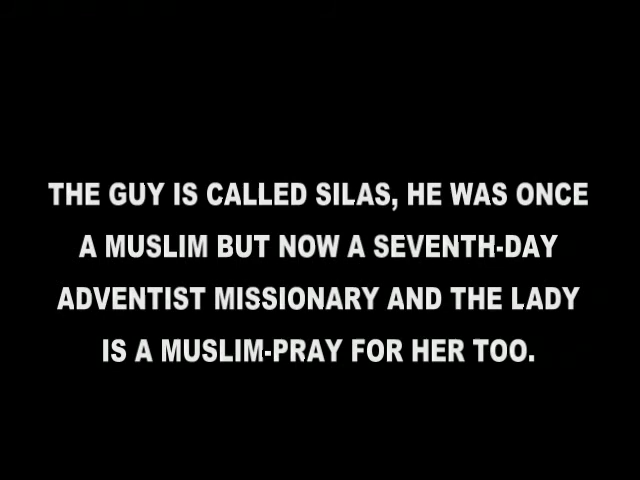 THE GUY IS CALLED SILAS, HE WAS ONCE
A MUSLIM BUT NOW A SEVENTH-DAY
ADVENTIST MISSIONARY AND THE LADY
IS A MUSLIM-PRAY FOR HER TOO.